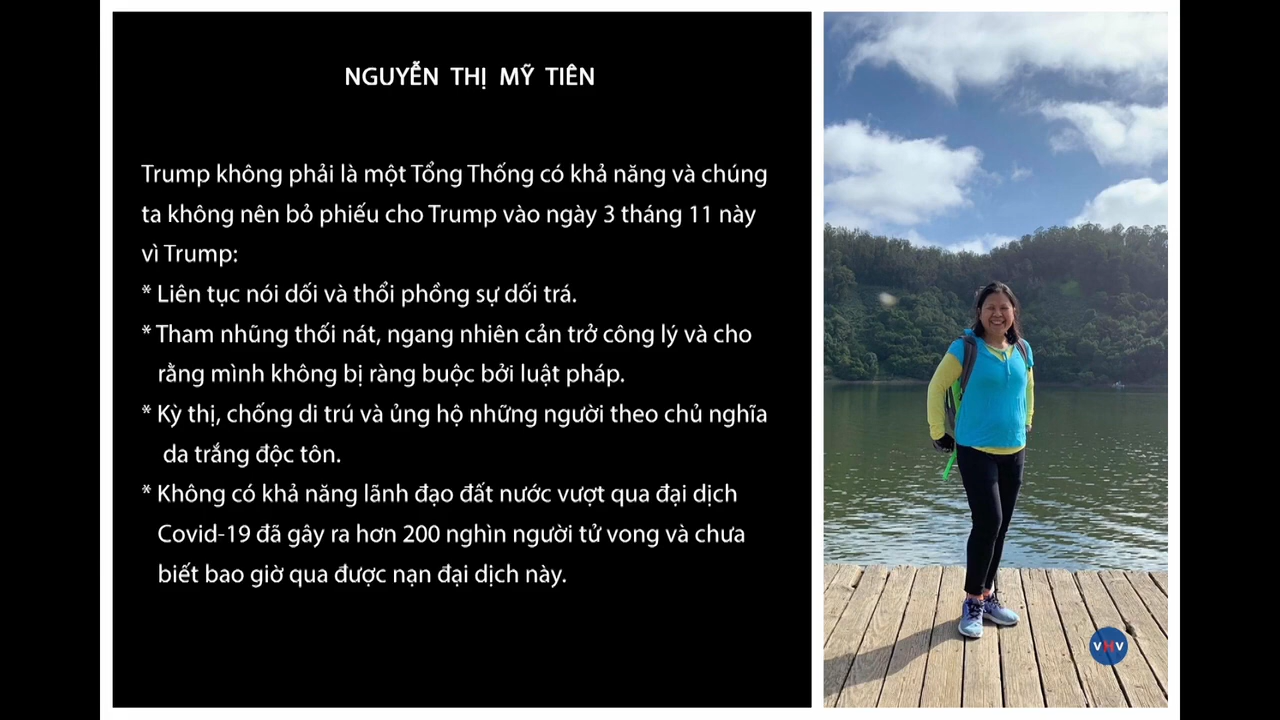 NGUYỄN THỊ MỸ TIÊN
Trump không phải là một Tổng Thống có khả năng và chúng
ta không nên bỏ phiếu cho Trump vào ngày 3 tháng 11 này
vì Trump:
* Liên tục nói dối và thổi phồng sự dối trá.
* Tham nhũng thối nát, ngang nhiên cản trở công lý và cho
rằng mình không bị ràng buộc bởi luật pháp.
* Kỳ thị, chống di trú và ủng hộ những người theo chủ nghĩa
da trắng độc tôn.
* Không có khả năng lãnh đạo đất nước vượt qua đại dịch
Covid-19 đã gây ra hơn 200 nghìn người tử vong và chưa
biết bao giờ qua được nạn đại dịch này.
VHV